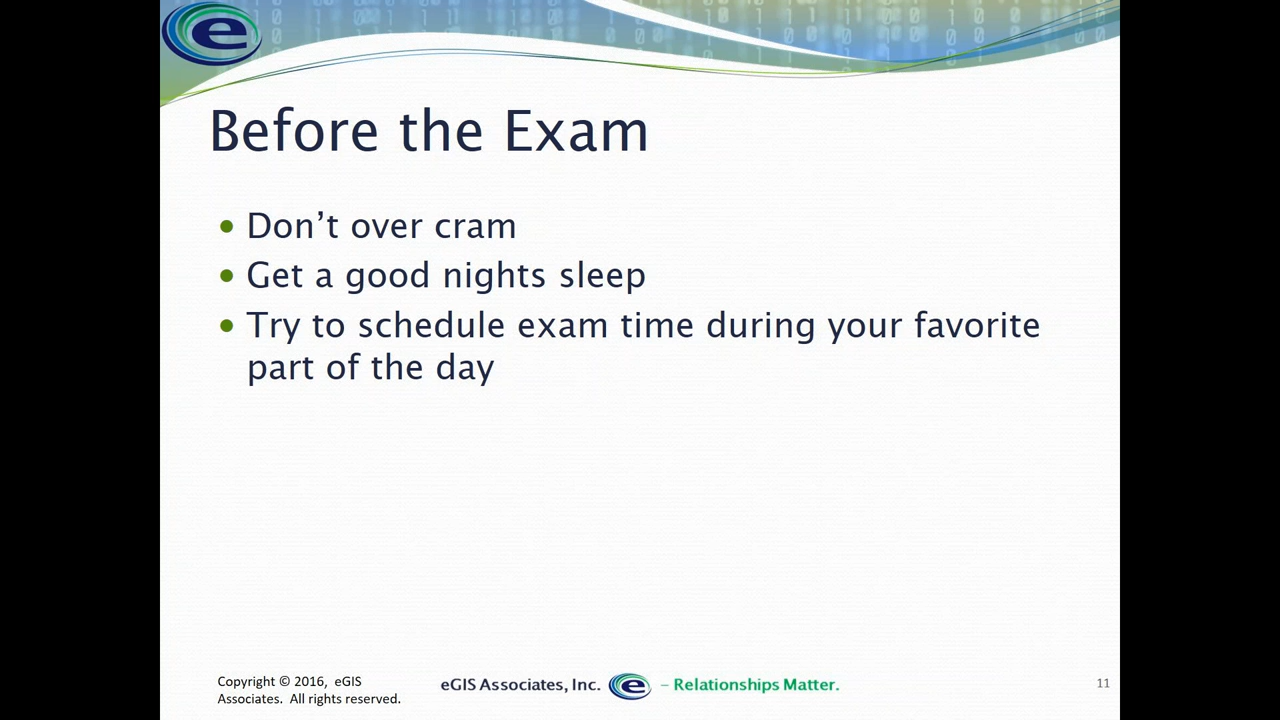 e
Before the Exam
• Don’t over cram
• Get a good nights sleep
• Try to schedule exam time during your favorite
part of the day
Copyright © 2016, eGIS
Associates. All rights reserved.
eGIS Associates, Inc. e – Relationships Matter.
11